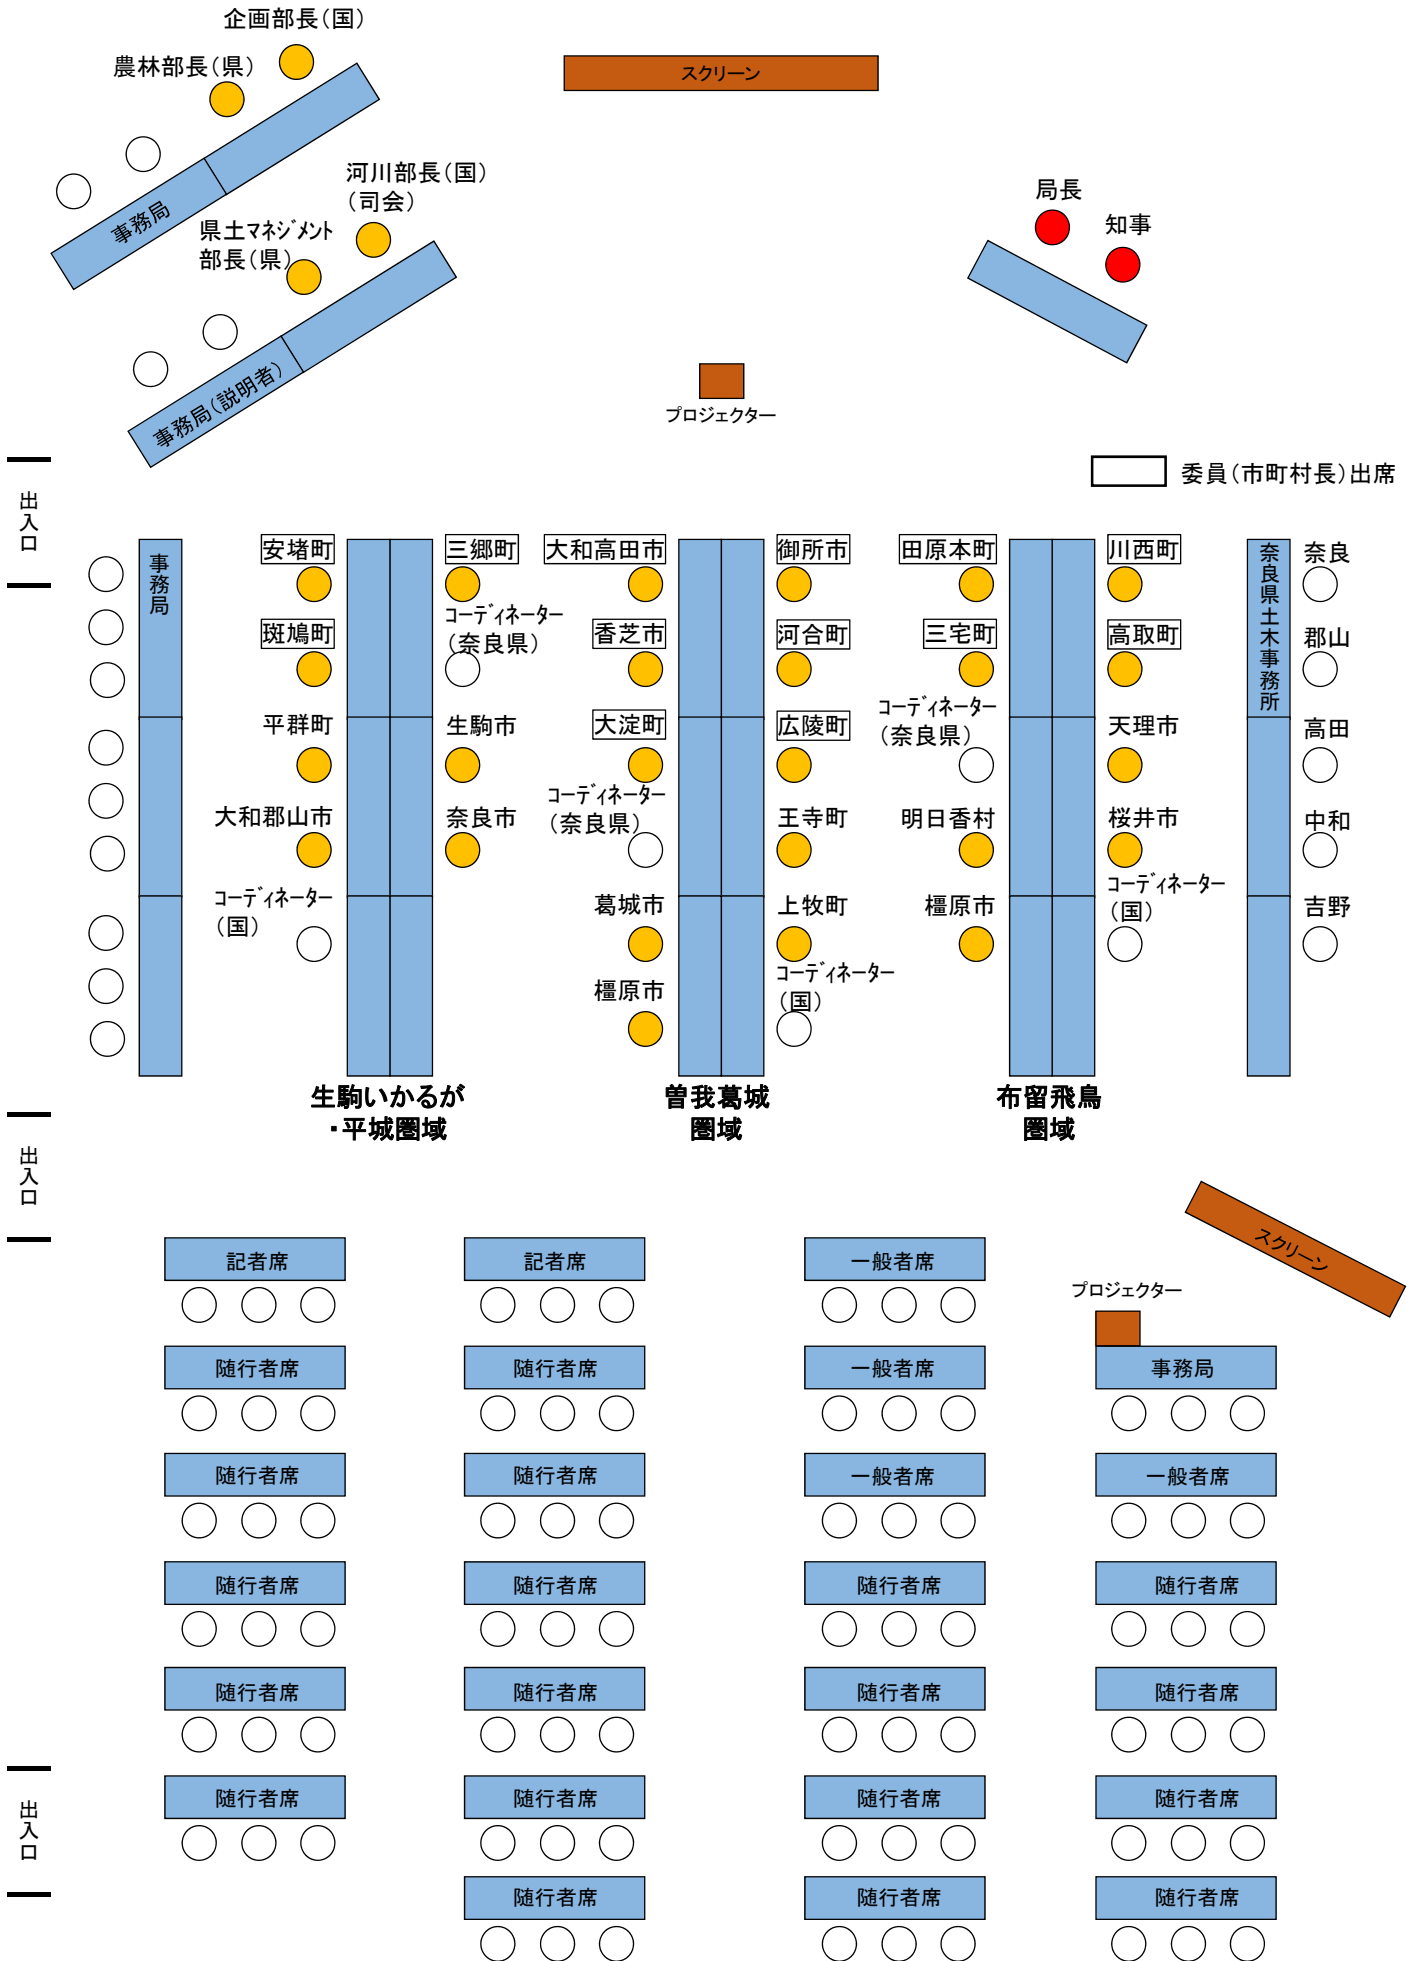 企画部長（国）
農林部長（県）
スクリーン
河川部長（国）
（司会）
局長
知事
事務局
県土マネジメント
部長（県）
事務局（説明者）
プロジェクター
委員（市町村長）出席
出入口
事務局
安堵町
三郷町
大和高田市
御所市
田原本町
川西町
奈良県土木事務所
奈良
コーディネーター
（奈良県）
斑鳩町
香芝市
河合町
三宅町
高取町
郡山
平群町
生駒市
大淀町
広陵町
コーディネーター
（奈良県）
天理市
高田
大和郡山市
奈良市
コーディネーター
（奈良県）
王寺町
明日香村
桜井市
中和
コーディネーター
（国）
葛城市
上牧町
橿原市
コーディネーター
（国）
吉野
橿原市
コーディネーター
（国）
生駒いかるが
・平城圏域
曽我葛城
圏域
布留飛鳥
圏域
出入口
スクリーン
記者席
記者席
一般者席
プロジェクター
随行者席
随行者席
一般者席
事務局
随行者席
随行者席
一般者席
一般者席
随行者席
随行者席
随行者席
随行者席
随行者席
随行者席
随行者席
随行者席
出入口
随行者席
随行者席
随行者席
随行者席
随行者席
随行者席
随行者席